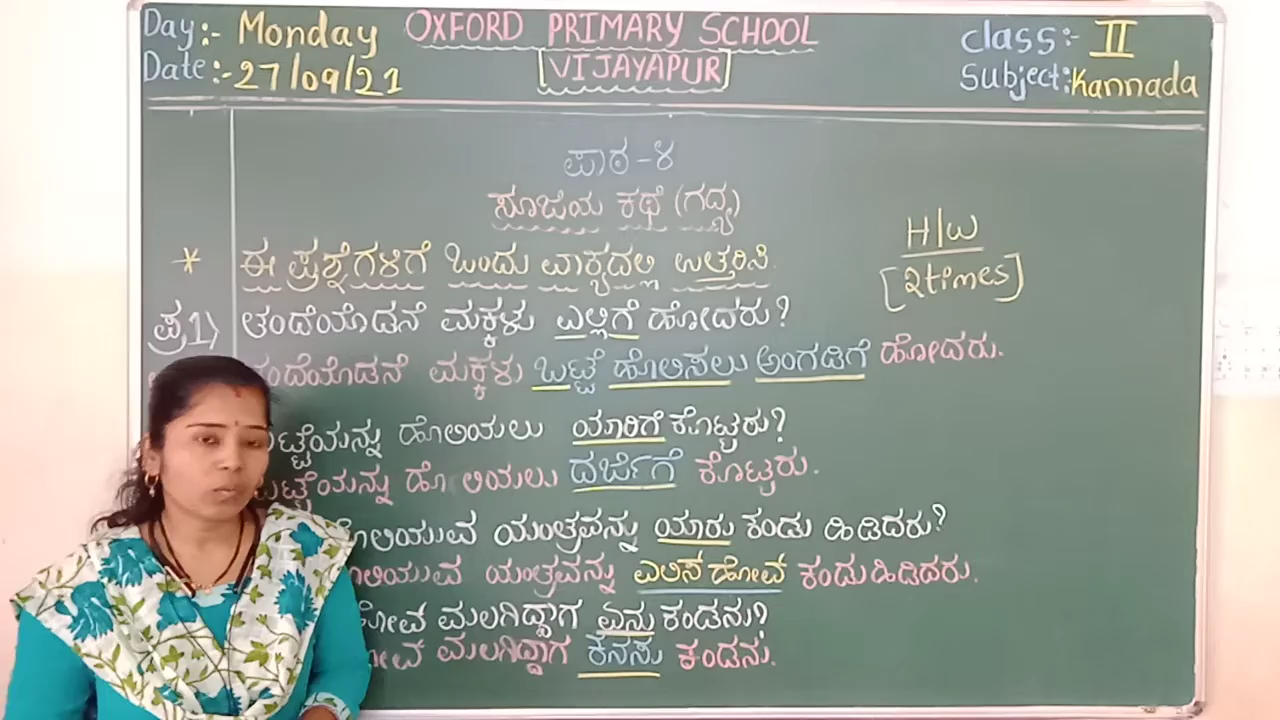 Day:- Monday
OXFORD PRIMARY SCHOOL
class:- II
Date:-27/09/21
VIJAYAPUR
Subject:Kannada
ಪಾಠ-೪
ಸೂಜಿಯ ಕಥೆ (ಗದ್ಯ)
H/W
[2times]
* ಈ ಪ್ರಶ್ನೆಗಳಿಗೆ ಒಂದು ವಾಕ್ಯದಲ್ಲಿ ಉತ್ತರಿಸಿ.
ಪ್ರ1) ತಂದೆಯೊಡನೆ ಮಕ್ಕಳು ಎಲ್ಲಿಗೆ ಹೋದರು?
ತಂದೆಯೊಡನೆ ಮಕ್ಕಳು ಬಟ್ಟೆ ಹೊಲಿಸಲು ಅಂಗಡಿಗೆ ಹೋದರು.
ಬಟ್ಟೆಯನ್ನು ಹೊಲಿಯಲು ಯಾರಿಗೆ ಕೊಟ್ಟರು?
ಬಟ್ಟೆಯನ್ನು ಹೊಲಿಯಲು ದರ್ಜಿಗೆ ಕೊಟ್ಟರು.
ಹೊಲಿಯುವ ಯಂತ್ರವನ್ನು ಯಾರು ಕಂಡು ಹಿಡಿದರು?
ಹೊಲಿಯುವ ಯಂತ್ರವನ್ನು ಎಲಿಸ್ ಹೋವ್ ಕಂಡುಹಿಡಿದರು.
ಹೋವ್ ಮಲಗಿದ್ದಾಗ ಏನು ಕಂಡನು?
ಹೋವ್ ಮಲಗಿದ್ದಾಗ ಕನಸು ಕಂಡನು.